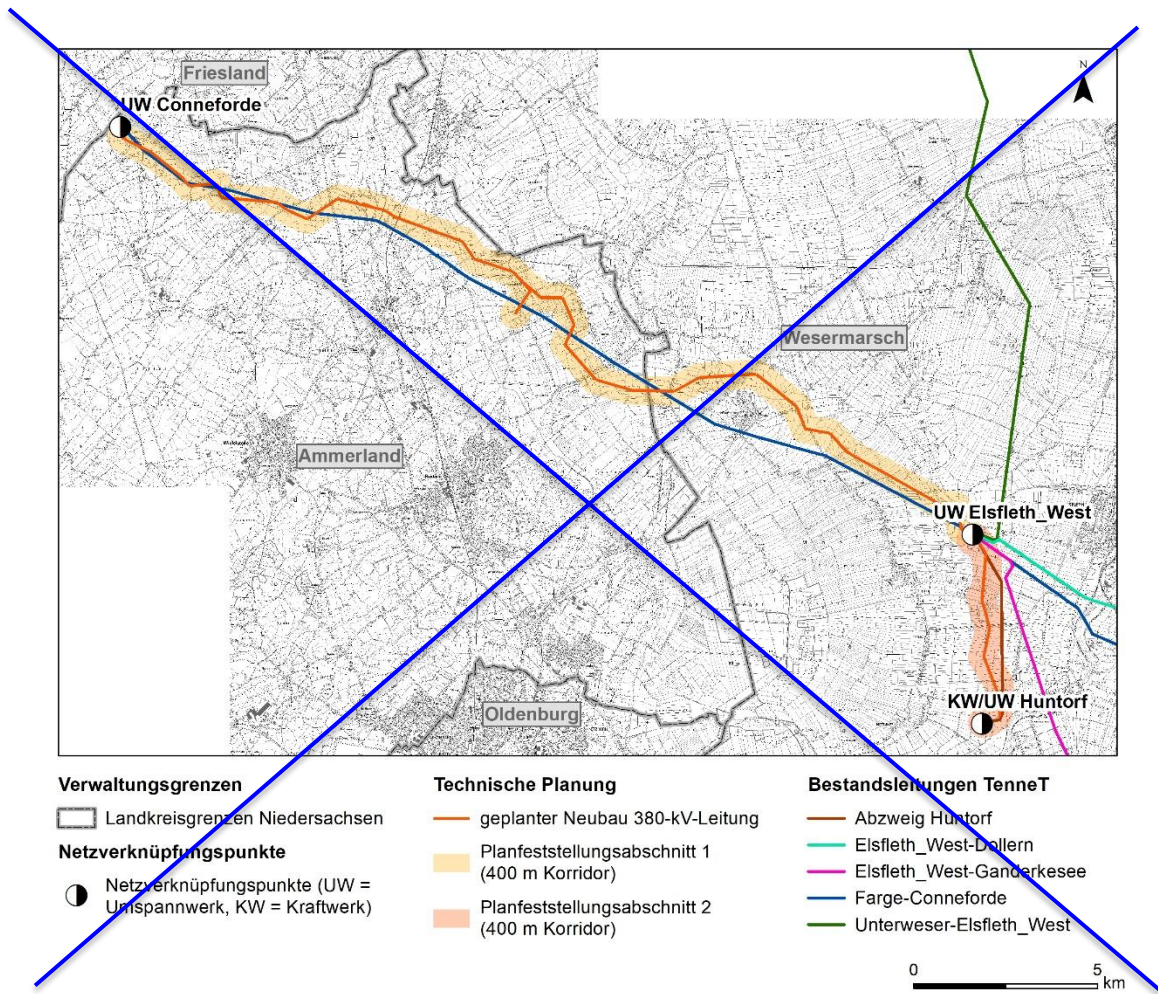 Friesland
N
UW Conneforde
Wesermarsch
Ammerland
UW Elsfleth_West
KW/UW Huntorf
Oldenburg
Verwaltungsgrenzen
Landkreisgrenzen Niedersachsen
Netzverknüpfungspunkte
Netzverknüpfungspunkte (UW =
Umspannwerk, KW = Kraftwerk)
Technische Planung
geplanter Neubau 380-kV-Leitung
Planfeststellungsabschnitt 1
(400 m Korridor)
Planfeststellungsabschnitt 2
(400 m Korridor)
Bestandsleitungen TenneT
Abzweig Huntorf
Elsfleth_West-Dollern
Elsfleth_West-Ganderkesee
Farge-Conneforde
Unterweser-Elsfleth_West
0 5
km